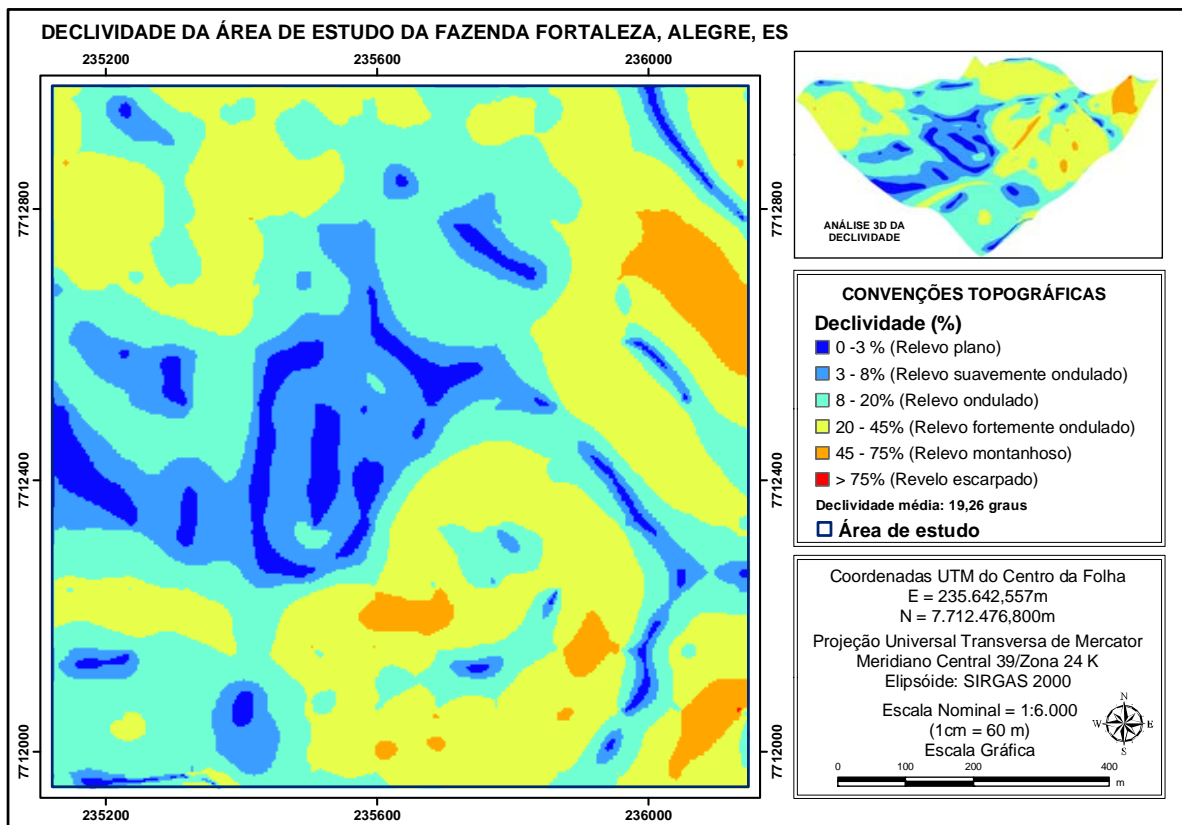 DECLIVIDADE DA ÁREA DE ESTUDO DA FAZENDA FORTALEZA, ALEGRE, ES
235200
235600
236000
7712800
7712800
7712400
7712400
7712000
7712000
235200
235600
236000
ANÁLISE 3D DA
DECLIVIDADE
CONVENÇÕES TOPOGRÁFICAS
Declividade (%)
0 -3 % (Relevo plano)
3 - 8% (Relevo suavemente ondulado)
8 - 20% (Relevo ondulado)
20 - 45% (Relevo fortemente ondulado)
45 - 75% (Relevo montanhoso)
> 75% (Revelo escarpado)
Declividade média: 19,26 graus
Área de estudo
Coordenadas UTM do Centro da Folha
E = 235.642,557m
N = 7.712.476,800m
Projeção Universal Transversa de Mercator
Meridiano Central 39/Zona 24 K
Elipsóide: SIRGAS 2000
Escala Nominal = 1:6.000
(1cm = 60 m)
Escala Gráfica
N
W
E
S
0 100 200 400
m